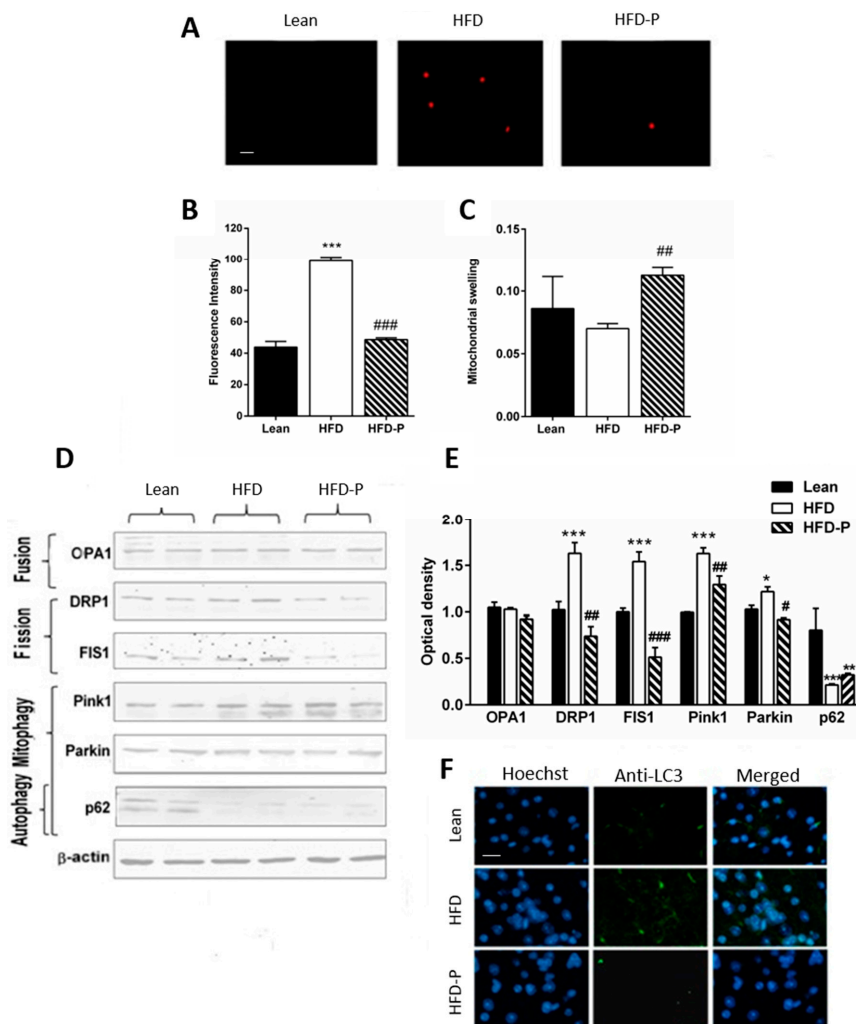 A
Lean HFD HFD-P
B
Fluorescence Intensity
120
100
80
60
40
20
0
***
###
Lean HFD HFD-P
C
Mitochondrial swelling
0.15
0.10
0.05
0.00
##
Lean HFD HFD-P
D
Lean HFD HFD-P
Fusion
OPA1
Fission
DRP1
FIS1
Autophagy Mitophagy
Pink1
Parkin
p62
β-actin
E
Lean
HFD
HFD-P
Optical density
2.0
1.5
1.0
0.5
0.0
*** ## *** ### *** ## * # *** **
OPA1 DRP1 FIS1 Pink1 Parkin p62
F
Hoechst Anti-LC3 Merged
Lean
HFD
HFD-P